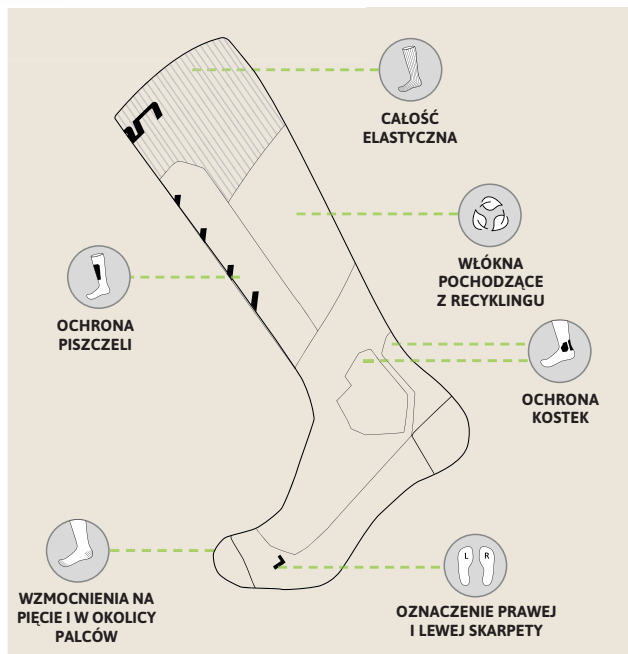 CAŁOŚĆ
ELASTYCZNA
WŁÓKNA
POCHODZĄCE
Z RECYKLINGU
OCHRONA
PISZCZELI
OCHRONA
KOSTEK
WZMOCNIENIA NA
PIĘCIE I W OKOLICY
PALCÓW
L R
OZNACZENIE PRAWEJ
I LEWEJ SKARPETY